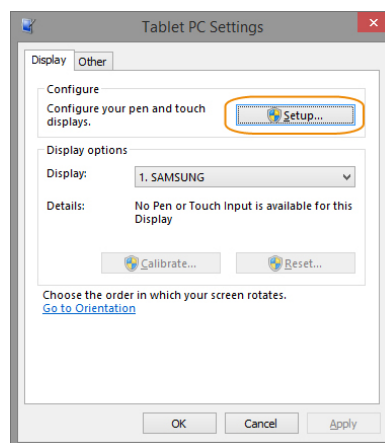 Tablet PC Settings
Display Other
Configure
Configure your pen and touch
displays.
Setup...
Display options
Display: 1. SAMSUNG
Details: No Pen or Touch Input is available for this
Display
Calibrate... Reset...
Choose the order in which your screen rotates.
Go to Orientation
OK Cancel Apply